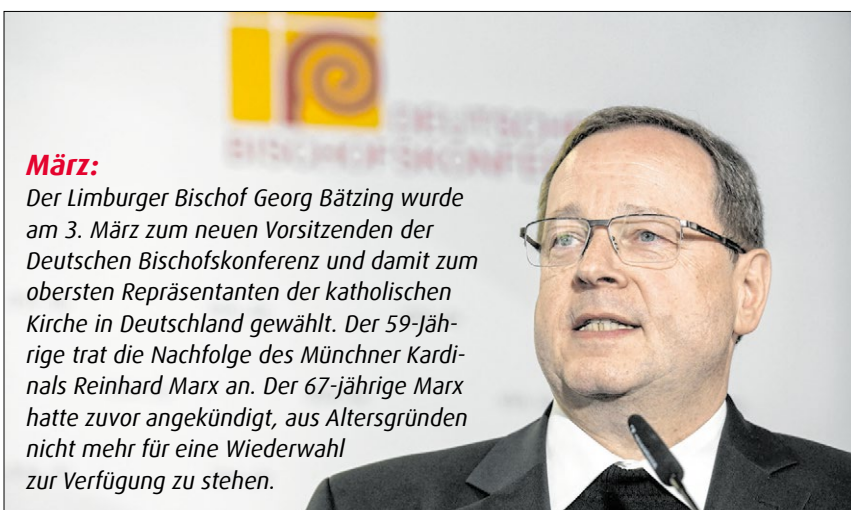 DEUTSCHE
BISCHOFSKONFE
März:
Der Limburger Bischof Georg Bätzing wurde
am 3. März zum neuen Vorsitzenden der
Deutschen Bischofskonferenz und damit zum
obersten Repräsentanten der katholischen
Kirche in Deutschland gewählt. Der 59-Jäh-
rige trat die Nachfolge des Münchner Kardi-
nals Reinhard Marx an. Der 67-jährige Marx
hatte zuvor angekündigt, aus Altersgründen
nicht mehr für eine Wiederwahl
zur Verfügung zu stehen.